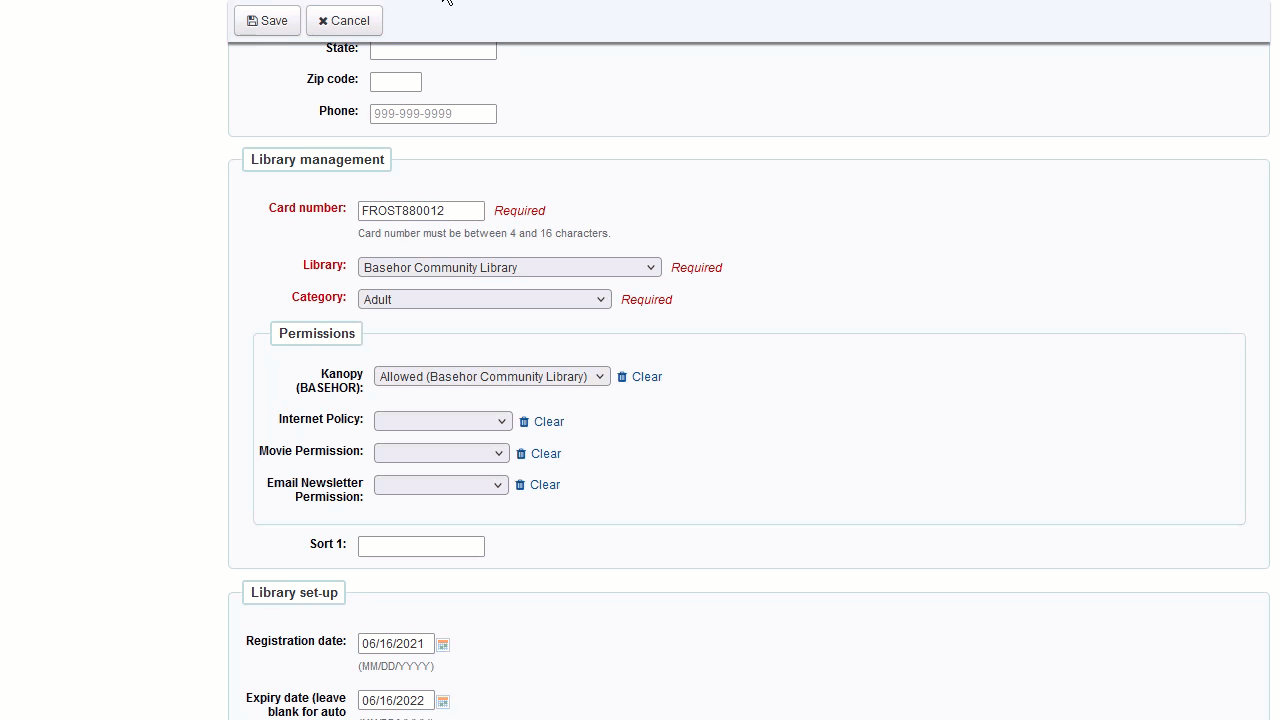 Save Cancel
State:
Zip code:
Phone: 999-999-9999
Library management
Card number: FROST880012 Required
Card number must be between 4 and 16 characters.
Library: Basehor Community Library Required
Category: Adult Required
Permissions
Kanopy
(BASEHOR): Allowed (Basehor Community Library) Clear
Internet Policy: Clear
Movie Permission: Clear
Email Newsletter
Permission: Clear
Sort 1:
Library set-up
Registration date: 06/16/2021
(MM/DD/YYYY)
Expiry date (leave
blank for auto 06/16/2022